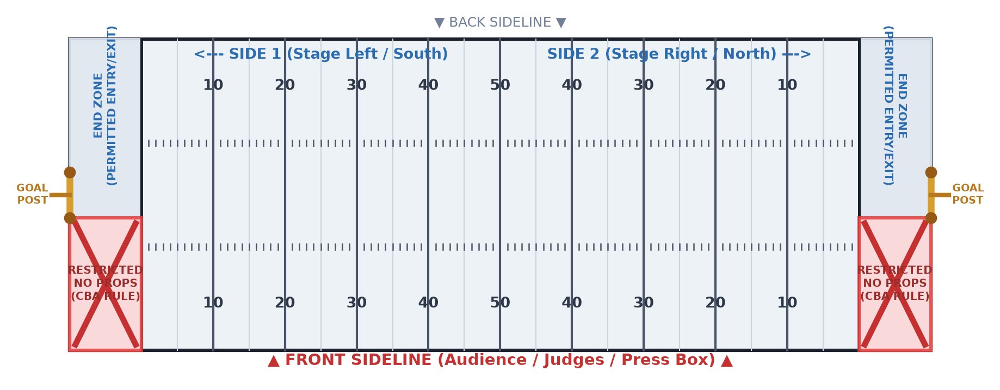 ▼ BACK SIDELINE ▼
<--- SIDE 1 (Stage Left / South)
SIDE 2 (Stage Right / North) --->
END ZONE
(PERMITTED ENTRY/EXIT)
END ZONE
(PERMITTED ENTRY/EXIT)
10 20 30 40 50 40 30 20 10
GOAL
POST
GOAL
POST
RESTRICTED
NO PROPS
(CBA RULE)
RESTRICTED
NO PROPS
(CBA RULE)
10 20 30 40 50 40 30 20 10
▲ FRONT SIDELINE (Audience / Judges / Press Box) ▲